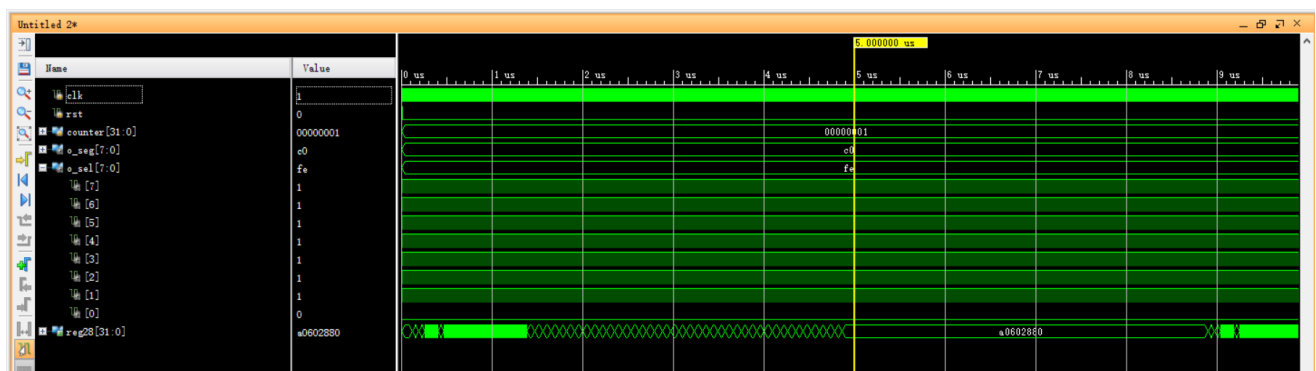 Untitled 2*
5.000000 us
Name Value
0 us 1 us 2 us 3 us 4 us 5 us 6 us 7 us 8 us 9 us
clk 1
rst 0
counter[31:0] 00000001 00000001
o_seg[7:0] c0 c0
o_sel[7:0] fe fe
[7] 1
[6] 1
[5] 1
[4] 1
[3] 1
[2] 1
[1] 1
[0] 0
reg28[31:0] a0602880 a0602880